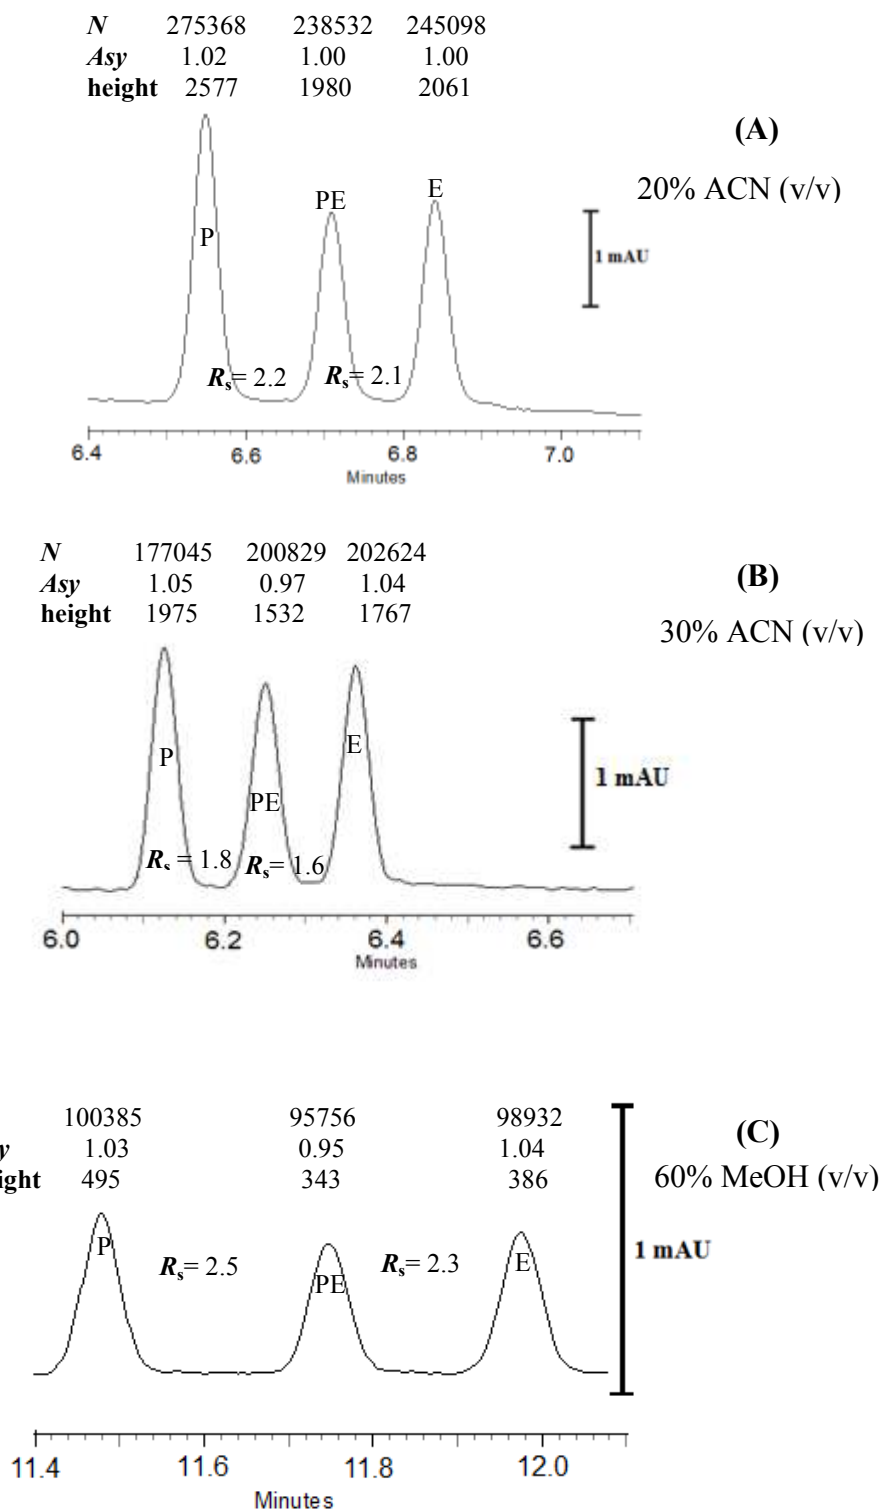 N 275368 238532 245098
Asy 1.02 1.00 1.00
height 2577 1980 2061
(A)
20% ACN (v/v)
P
PE
E
1 mAU
Rs= 2.2 Rs= 2.1
6.4 6.6 6.8 7.0
Minutes
N 177045 200829 202624
Asy 1.05 0.97 1.04
height 1975 1532 1767
(B)
30% ACN (v/v)
P
PE
E
1 mAU
Rs = 1.8 Rs= 1.6
6.0 6.2 6.4 6.6
Minutes
100385 95756 98932
y 1.03 0.95 1.04
ight 495 343 386
(C)
60% MeOH (v/v)
P
PE
E
Rs= 2.5 Rs= 2.3
1 mAU
11.4 11.6 11.8 12.0
Minutes